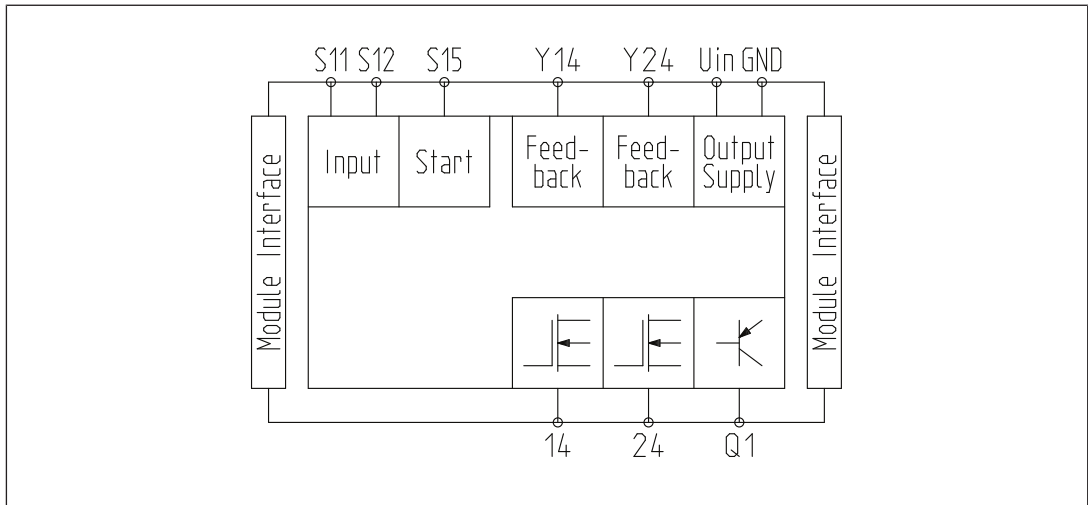 S11 S12 S15 Y14 Y24 Uin GND
Module Interface
Input
Start
Feed-
back
Feed-
back
Output
Supply
Module Interface
14 24 Q1